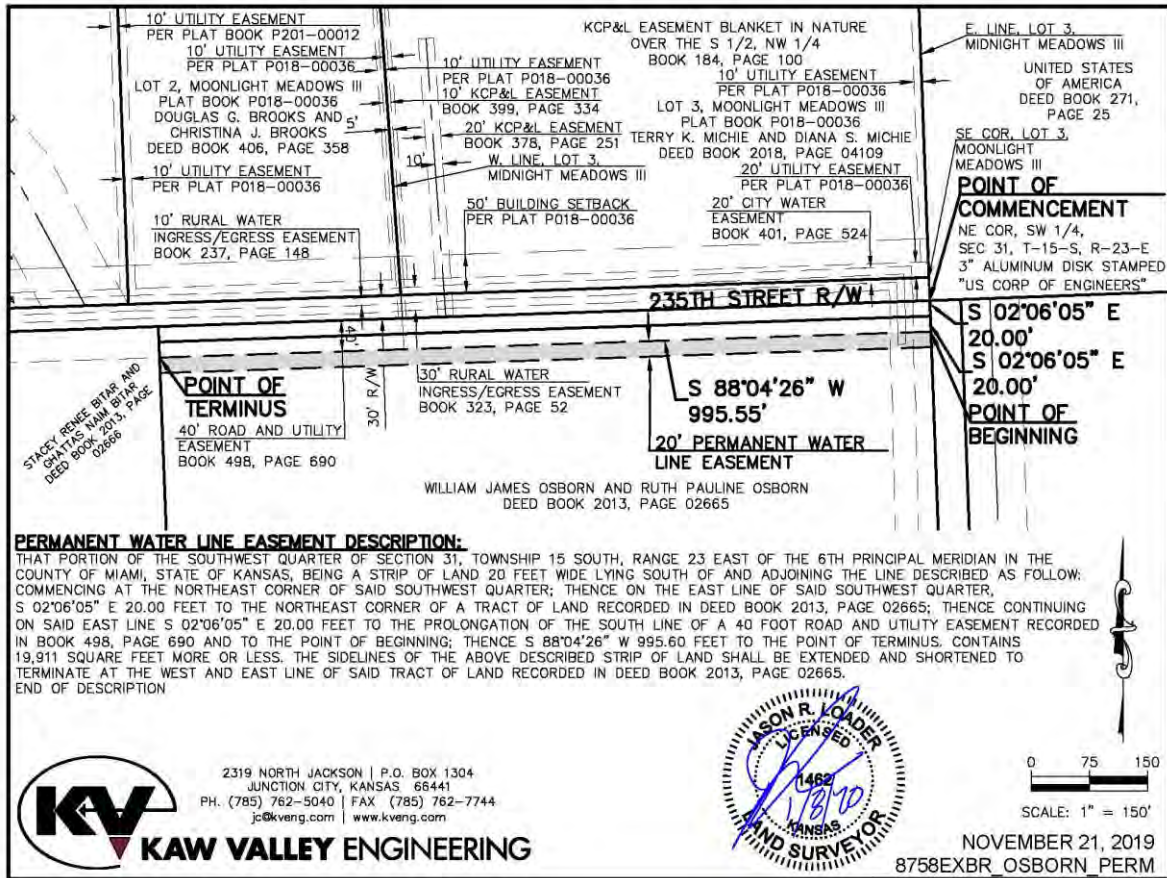 10' UTILITY EASEMENT
PER PLAT BOOK P201-00012
10' UTILITY EASEMENT
PER PLAT P018-00036
LOT 2, MOONLIGHT MEADOWS III
PLAT BOOK P018-00036
DOUGLAS G. BROOKS AND
CHRISTINA J. BROOKS
DEED BOOK 406, PAGE 358
5'
10' UTILITY EASEMENT
PER PLAT P018-00036
10' RURAL WATER
INGRESS/EGRESS EASEMENT
BOOK 237, PAGE 148
10' UTILITY EASEMENT
PER PLAT P018-00036
10' KCP&L EASEMENT
BOOK 399, PAGE 334
20' KCP&L EASEMENT
BOOK 378, PAGE 251
10'
W. LINE, LOT 3,
MIDNIGHT MEADOWS III
50' BUILDING SETBACK
PER PLAT P018-00036
KCP&L EASEMENT BLANKET IN NATURE
OVER THE S 1/2, NW 1/4
BOOK 184, PAGE 100
10' UTILITY EASEMENT
PER PLAT P018-00036
LOT 3, MOONLIGHT MEADOWS III
PLAT BOOK P018-00036
TERRY K. MICHIE AND DIANA S. MICHIE
DEED BOOK 2018, PAGE 04109
20' UTILITY EASEMENT
PER PLAT P018-00036
20' CITY WATER
EASEMENT
BOOK 401, PAGE 524
E. LINE, LOT 3,
MIDNIGHT MEADOWS III
UNITED STATES
OF AMERICA
DEED BOOK 271,
PAGE 25
SE COR, LOT 3,
MOONLIGHT
MEADOWS III
POINT OF
COMMENCEMENT
NE COR, SW 1/4,
SEC 31, T-15-S, R-23-E
3" ALUMINUM DISK STAMPED
"US CORP OF ENGINEERS"
235TH STREET R/W
S 02°06'05" E
20.00'
S 02°06'05" E
20.00'
POINT OF
BEGINNING
40'
30' R/W
POINT OF
TERMINUS
40' ROAD AND UTILITY
EASEMENT
BOOK 498, PAGE 690
30' RURAL WATER
INGRESS/EGRESS EASEMENT
BOOK 323, PAGE 52
S 88°04'26" W
995.55'
20' PERMANENT WATER
LINE EASEMENT
STACEY RENEE BITAR AND
GHATTAS NAIM BITAR
DEED BOOK 2013, PAGE
02666
WILLIAM JAMES OSBORN AND RUTH PAULINE OSBORN
DEED BOOK 2013, PAGE 02665
PERMANENT WATER LINE EASEMENT DESCRIPTION:
THAT PORTION OF THE SOUTHWEST QUARTER OF SECTION 31, TOWNSHIP 15 SOUTH, RANGE 23 EAST OF THE 6TH PRINCIPAL MERIDIAN IN THE
COUNTY OF MIAMI, STATE OF KANSAS, BEING A STRIP OF LAND 20 FEET WIDE LYING SOUTH OF AND ADJOINING THE LINE DESCRIBED AS FOLLOW:
COMMENCING AT THE NORTHEAST CORNER OF SAID SOUTHWEST QUARTER; THENCE ON THE EAST LINE OF SAID SOUTHWEST QUARTER,
S 02°06'05" E 20.00 FEET TO THE NORTHEAST CORNER OF A TRACT OF LAND RECORDED IN DEED BOOK 2013, PAGE 02665; THENCE CONTINUING
ON SAID EAST LINE S 02°06'05" E 20.00 FEET TO THE PROLONGATION OF THE SOUTH LINE OF A 40 FOOT ROAD AND UTILITY EASEMENT RECORDED
IN BOOK 498, PAGE 690 AND TO THE POINT OF BEGINNING; THENCE S 88°04'26" W 995.60 FEET TO THE POINT OF TERMINUS. CONTAINS
19,911 SQUARE FEET MORE OR LESS. THE SIDELINES OF THE ABOVE DESCRIBED STRIP OF LAND SHALL BE EXTENDED AND SHORTENED TO
TERMINATE AT THE WEST AND EAST LINE OF SAID TRACT OF LAND RECORDED IN DEED BOOK 2013, PAGE 02665.
END OF DESCRIPTION
KV
2319 NORTH JACKSON | P.O. BOX 1304
JUNCTION CITY, KANSAS 66441
PH. (785) 762-5040 | FAX (785) 762-7744
jc@kveng.com | www.kveng.com
KAW VALLEY ENGINEERING
JASON R. LOADER
LICENSED
1462
1/8/20
KANSAS
LAND SURVEYOR
0 75 150
SCALE: 1" = 150'
NOVEMBER 21, 2019
8758EXBR_OSBORN_PERM